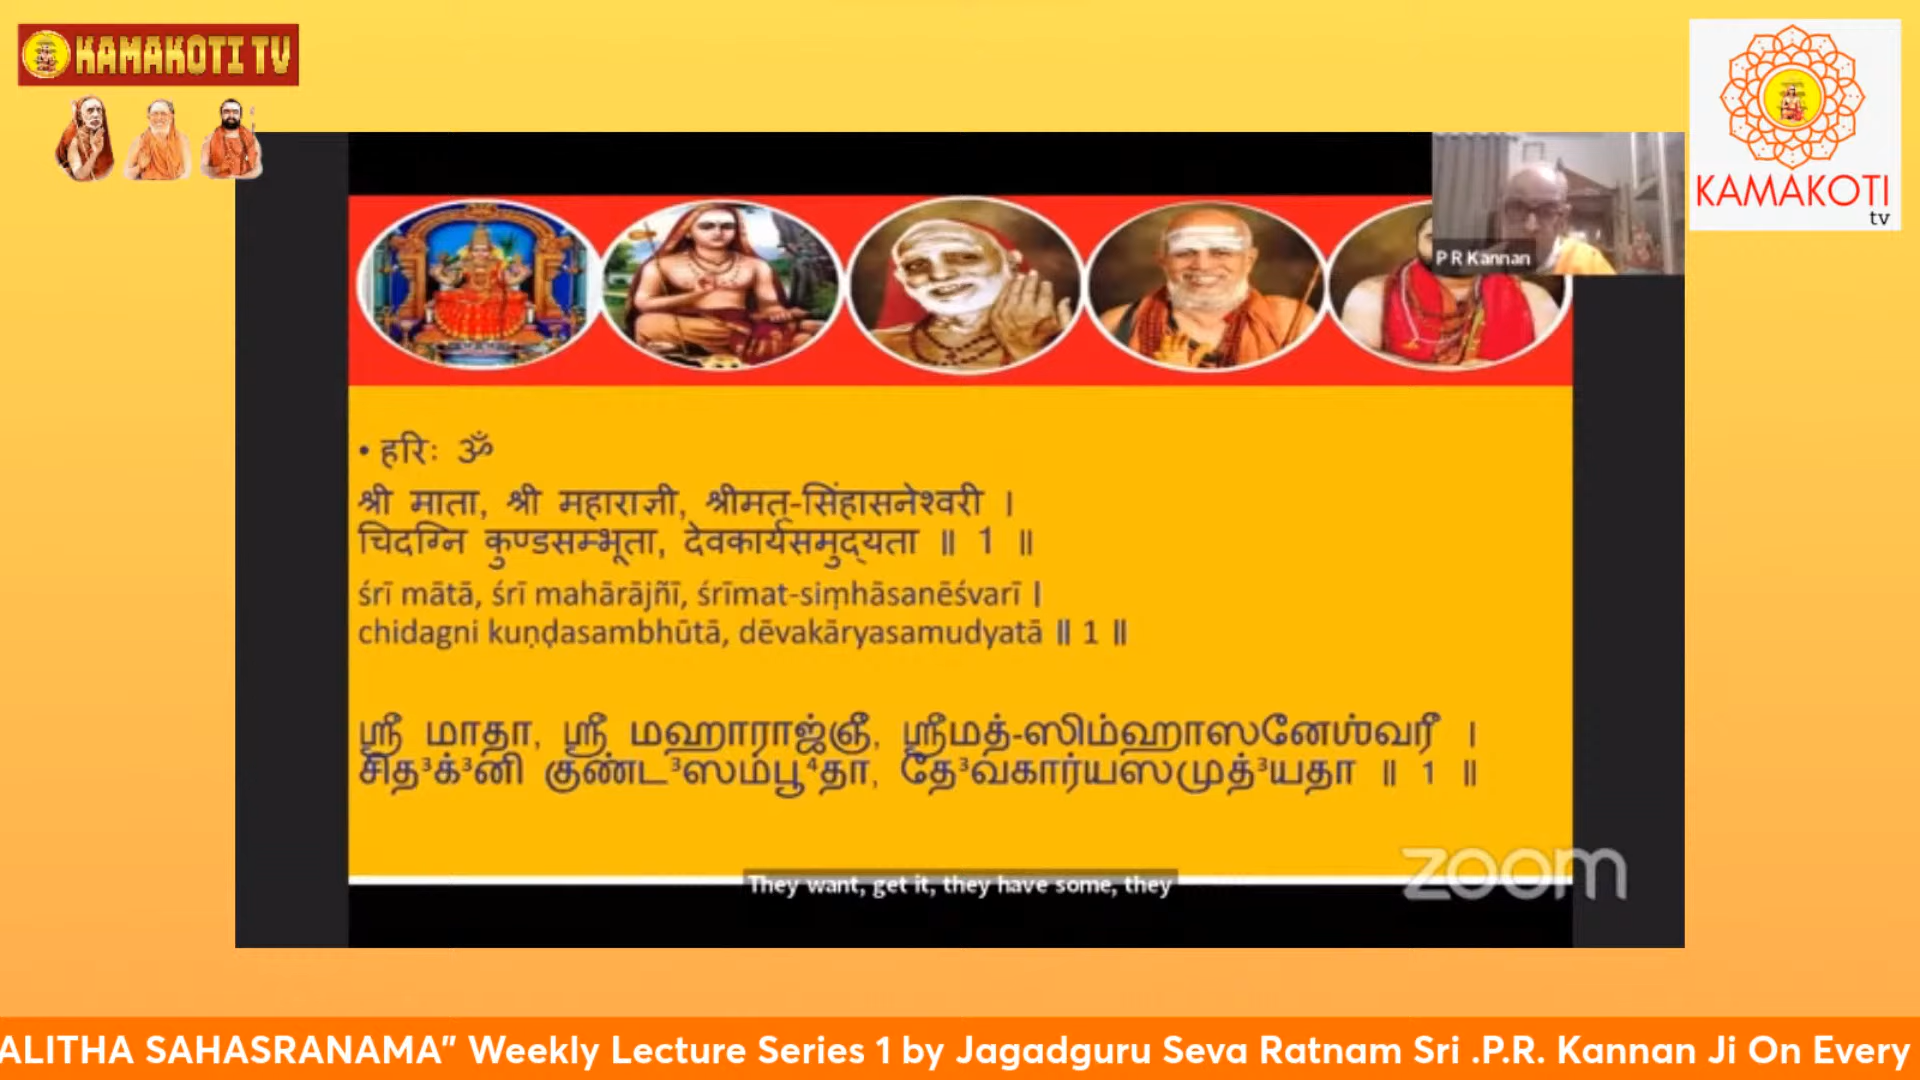 KAMAKOTI TV
KAMAKOTI
tv
P R Kannan
• हरिः ॐ
श्री माता, श्री महाराज्ञी, श्रीमत्-सिंहासनेश्वरी ।
चिदग्नि कुण्डसम्भूता, देवकार्यसमुद्यता ॥ 1 ॥
śrī mātā, śrī mahārājñī, śrīmat-siṃhāsanēśvarī |
chidagni kuṇḍasambhūtā, dēvakāryasamudyatā ‖ 1 ‖
ஶ்ரீ மாதா, ஶ்ரீ மஹாராஜ்ஞீ, ஶ்ரீமத்-ஸிம்ஹாஸனேஶ்வரீ ।
சித³க்³னி குண்ட³ஸம்பூ⁴தா, தே³வகார்யஸமுத்³யதா ॥ 1 ॥
They want, get it, they have some, they
zoom
ALITHA SAHASRANAMA” Weekly Lecture Series 1 by Jagadguru Seva Ratnam Sri .P.R. Kannan Ji On Every